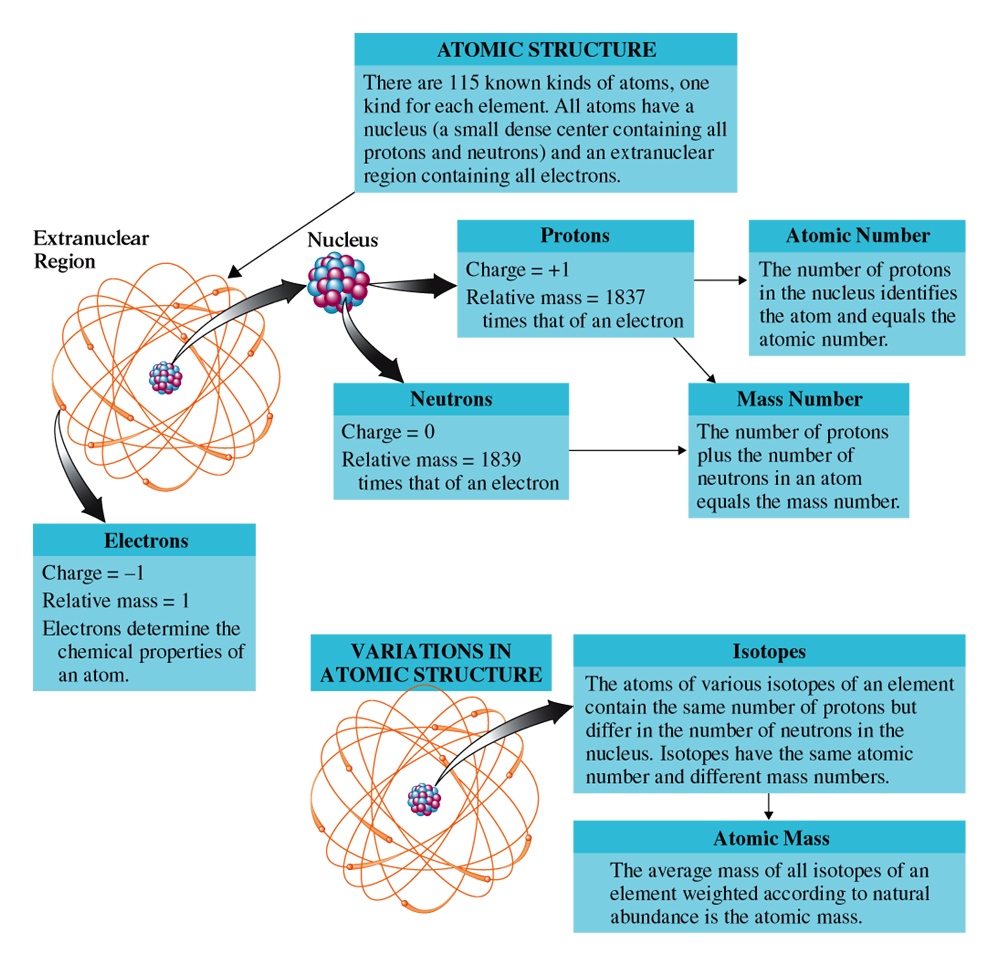 ATOMIC STRUCTURE
There are 115 known kinds of atoms, one
kind for each element. All atoms have a
nucleus (a small dense center containing all
protons and neutrons) and an extranuclear
region containing all electrons.
Extranuclear
Region
Nucleus
Protons
Charge = +1
Relative mass = 1837
times that of an electron
Atomic Number
The number of protons
in the nucleus identifies
the atom and equals the
atomic number.
Neutrons
Charge = 0
Relative mass = 1839
times that of an electron
Mass Number
The number of protons
plus the number of
neutrons in an atom
equals the mass number.
Electrons
Charge = –1
Relative mass = 1
Electrons determine the
chemical properties of
an atom.
VARIATIONS IN
ATOMIC STRUCTURE
Isotopes
The atoms of various isotopes of an element
contain the same number of protons but
differ in the number of neutrons in the
nucleus. Isotopes have the same atomic
number and different mass numbers.
Atomic Mass
The average mass of all isotopes of an
element weighted according to natural
abundance is the atomic mass.